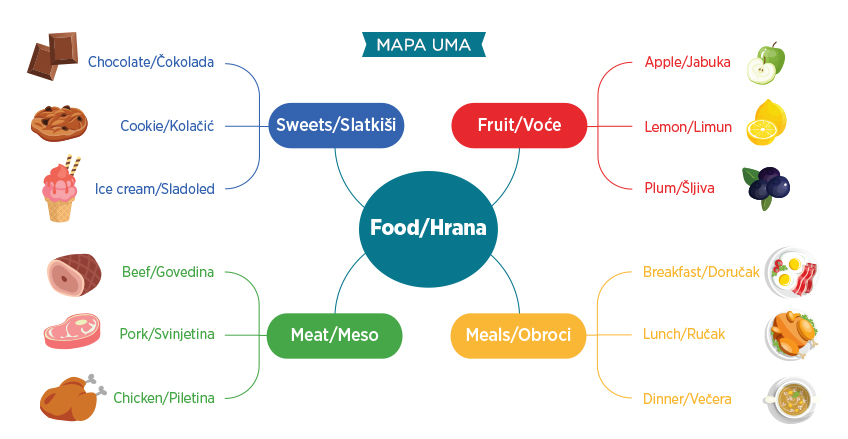 MAPA UMA
Chocolate/Čokolada
Cookie/Kolačić
Ice cream/Sladoled
Sweets/Slatkiši
Fruit/Voće
Apple/Jabuka
Lemon/Limun
Plum/Šljiva
Food/Hrana
Beef/Govedina
Pork/Svinjetina
Chicken/Piletina
Meat/Meso
Meals/Obroci
Breakfast/Doručak
Lunch/Ručak
Dinner/Večera